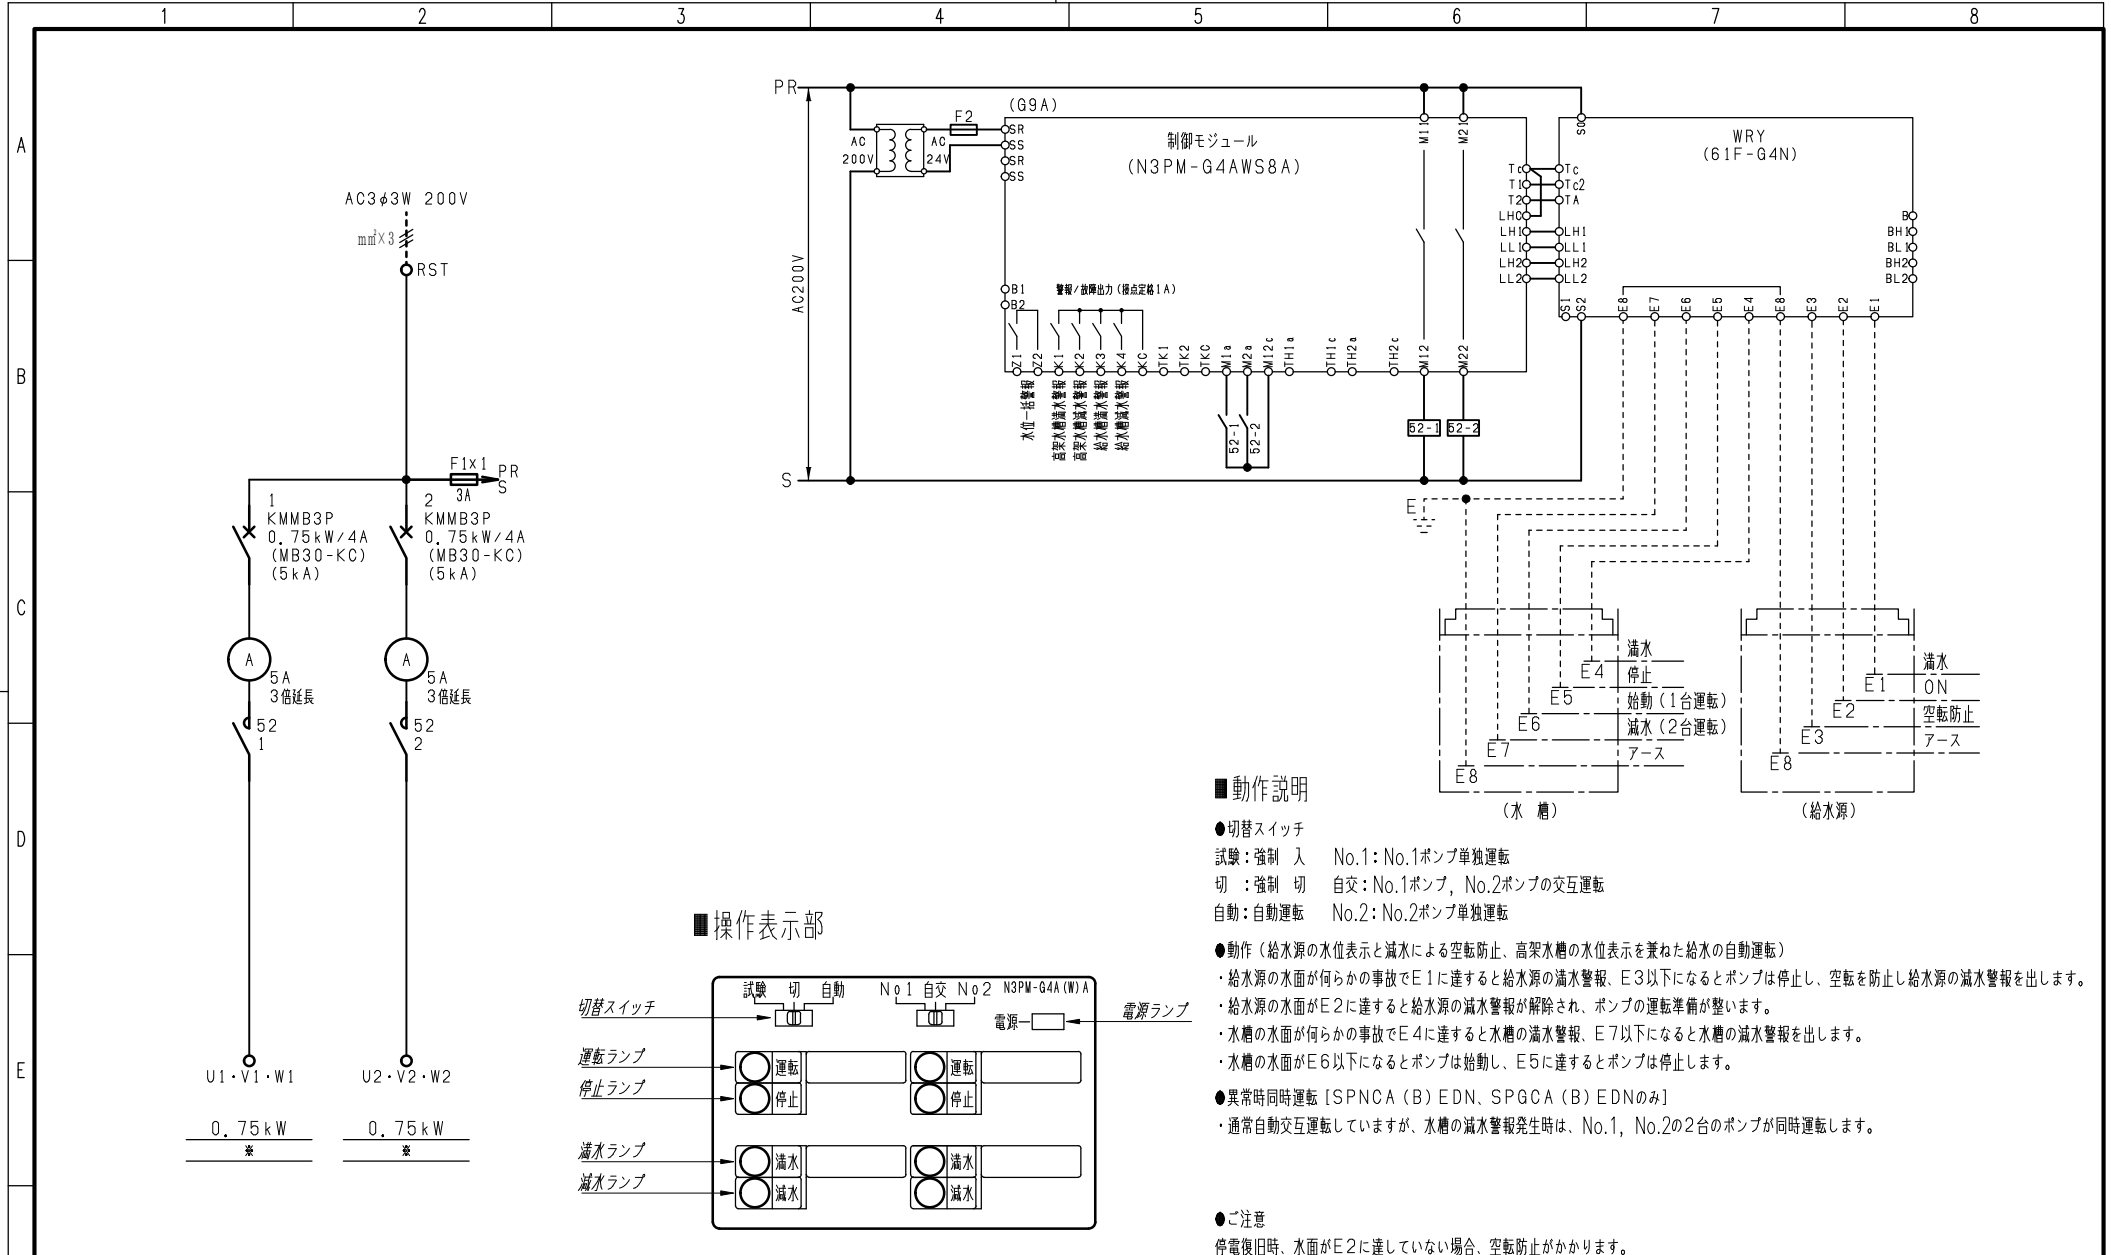 1 2 3 4 5 6 7 8
A
B
C
D
E
AC3φ3W 200V
mm²×3
RST
F1×1
3A
PR
S
1
KMMB3P
0.75kW/4A
(MB30-KC)
(5kA)
2
KMMB3P
0.75kW/4A
(MB30-KC)
(5kA)
A
5A
3倍延長
A
5A
3倍延長
52
1
52
2
U1・V1・W1
U2・V2・W2
0.75kW
※
0.75kW
※
PR
AC200V
S
AC
200V
AC
24V
F2
(G9A)
SR
SS
SR
SS
制御モジュール
(N3PM-G4AWS8A)
M11
M21
B1
B2
警報/故障出力(接点定格1A)
Z1 Z2 K1 K2 K3 K4 KC TK1 TK2 TKC M1a M2a M12c TH1a TH1c TH2a TH2c M12 M22
水位一括警報
高架水槽満水警報
高架水槽減水警報
給水槽満水警報
給水槽減水警報
52-1
52-2
52-1
52-2
Tc
T1
T2
LHC
LH1
LL1
LH2
LL2
S0
WRY
(61F-G4N)
Tc
Tc2
TA
LH1
LL1
LH2
LL2
B
BH1
BL1
BH2
BL2
S1 S2 E8 E7 E6 E5 E4 E8 E3 E2 E1
E
満水
E4
停止
E5
始動(1台運転)
E6
減水(2台運転)
E7
アース
E8
(水 槽)
満水
E1
ON
E2
空転防止
E3
アース
E8
(給水源)
■動作説明
●切替スイッチ
試験:強制 入 No.1:No.1ポンプ単独運転
切 :強制 切 自交:No.1ポンプ, No.2ポンプの交互運転
自動:自動運転 No.2:No.2ポンプ単独運転
●動作(給水源の水位表示と減水による空転防止、高架水槽の水位表示を兼ねた給水の自動運転)
・給水源の水面が何らかの事故でE1に達すると給水源の満水警報、E3以下になるとポンプは停止し、空転を防止し給水源の減水警報を出します。
・給水源の水面がE2に達すると給水源の減水警報が解除され、ポンプの運転準備が整います。
・水槽の水面が何らかの事故でE4に達すると水槽の満水警報、E7以下になると水槽の減水警報を出します。
・水槽の水面がE6以下になるとポンプは始動し、E5に達するとポンプは停止します。
●異常時同時運転[SPNCA(B)EDN、SPGCA(B)EDNのみ]
・通常自動交互運転していますが、水槽の減水警報発生時は、No.1, No.2の2台のポンプが同時運転します。
●ご注意
停電復旧時、水面がE2に達していない場合、空転防止がかかります。
■操作表示部
試験 切 自動 No1 自交 No2 N3PM-G4A(W)A
切替スイッチ
電源
電源ランプ
運転ランプ
運転 運転
停止ランプ
停止 停止
満水ランプ
満水 満水
減水ランプ
減水 減水